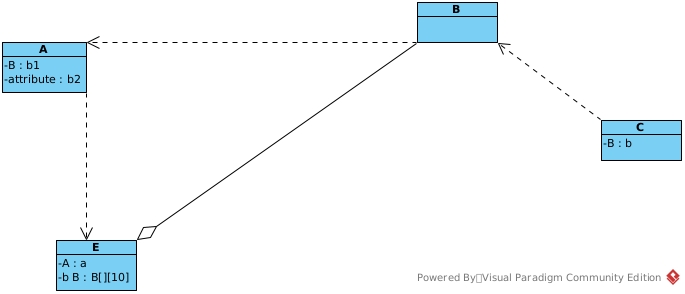 B
A
-B : b1
-attribute : b2
C
-B : b
E
-A : a
-b B : B[][10]
Powered By Visual Paradigm Community Edition